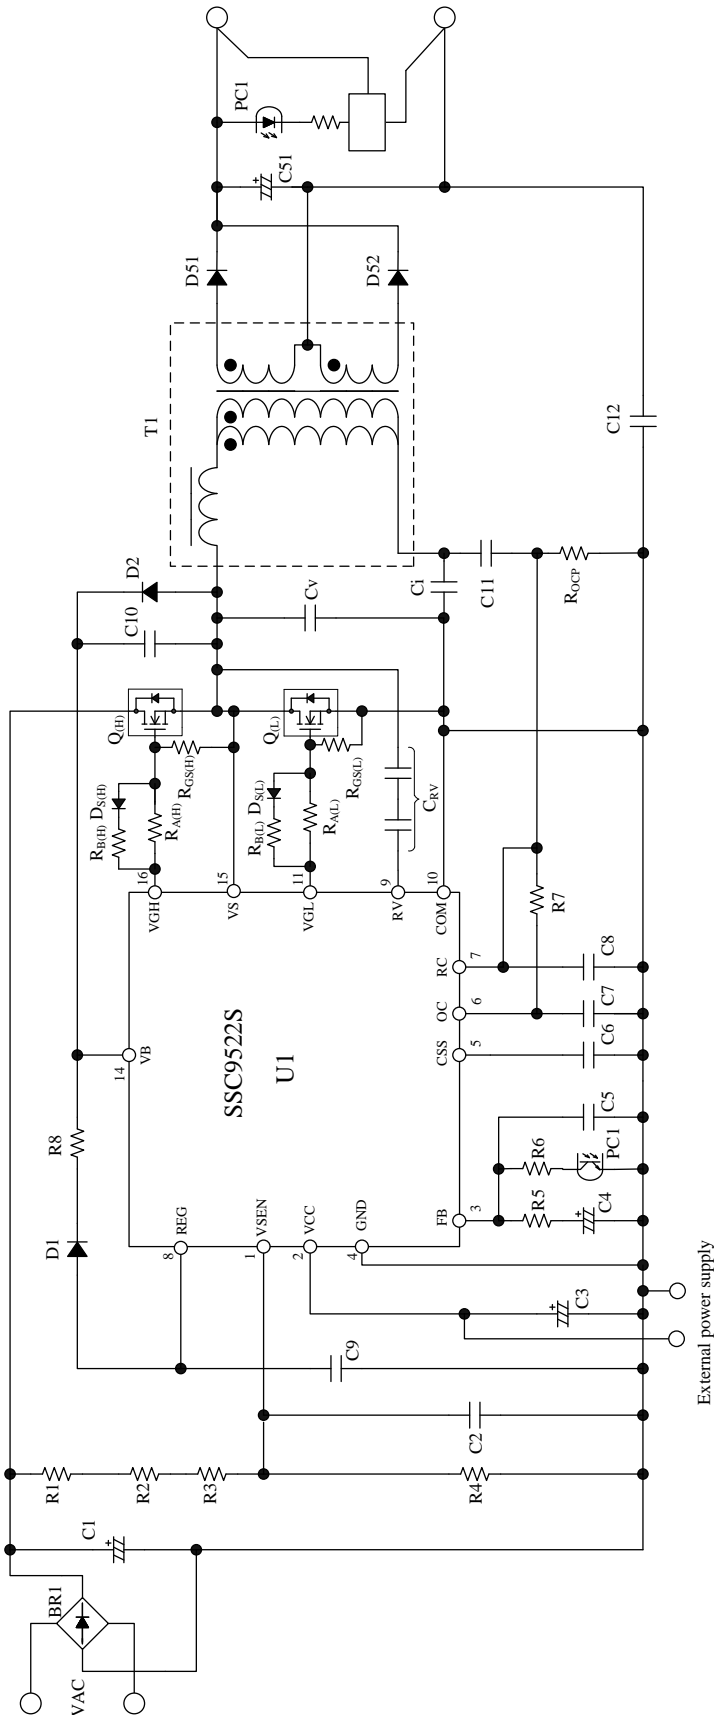 VAC
BR1
C1
R1
R2
R3
R4
C2
C9
D1
R8
C3
External power supply
SSC9522S
U1
8
REG
1
VSEN
2
VCC
4
GND
14
VB
16
VGH
15
VS
11
VGL
9
RV
10
COM
FB
3
CSS
5
OC
6
RC
7
R5
C4
R6
PC1
C5
C6
C7
C8
R7
RB(H)
DS(H)
RA(H)
RGS(H)
Q(H)
RB(L)
DS(L)
RA(L)
RGS(L)
Q(L)
CRV
C10
D2
Cv
Ci
C11
ROCP
T1
C12
D51
D52
C51
PC1